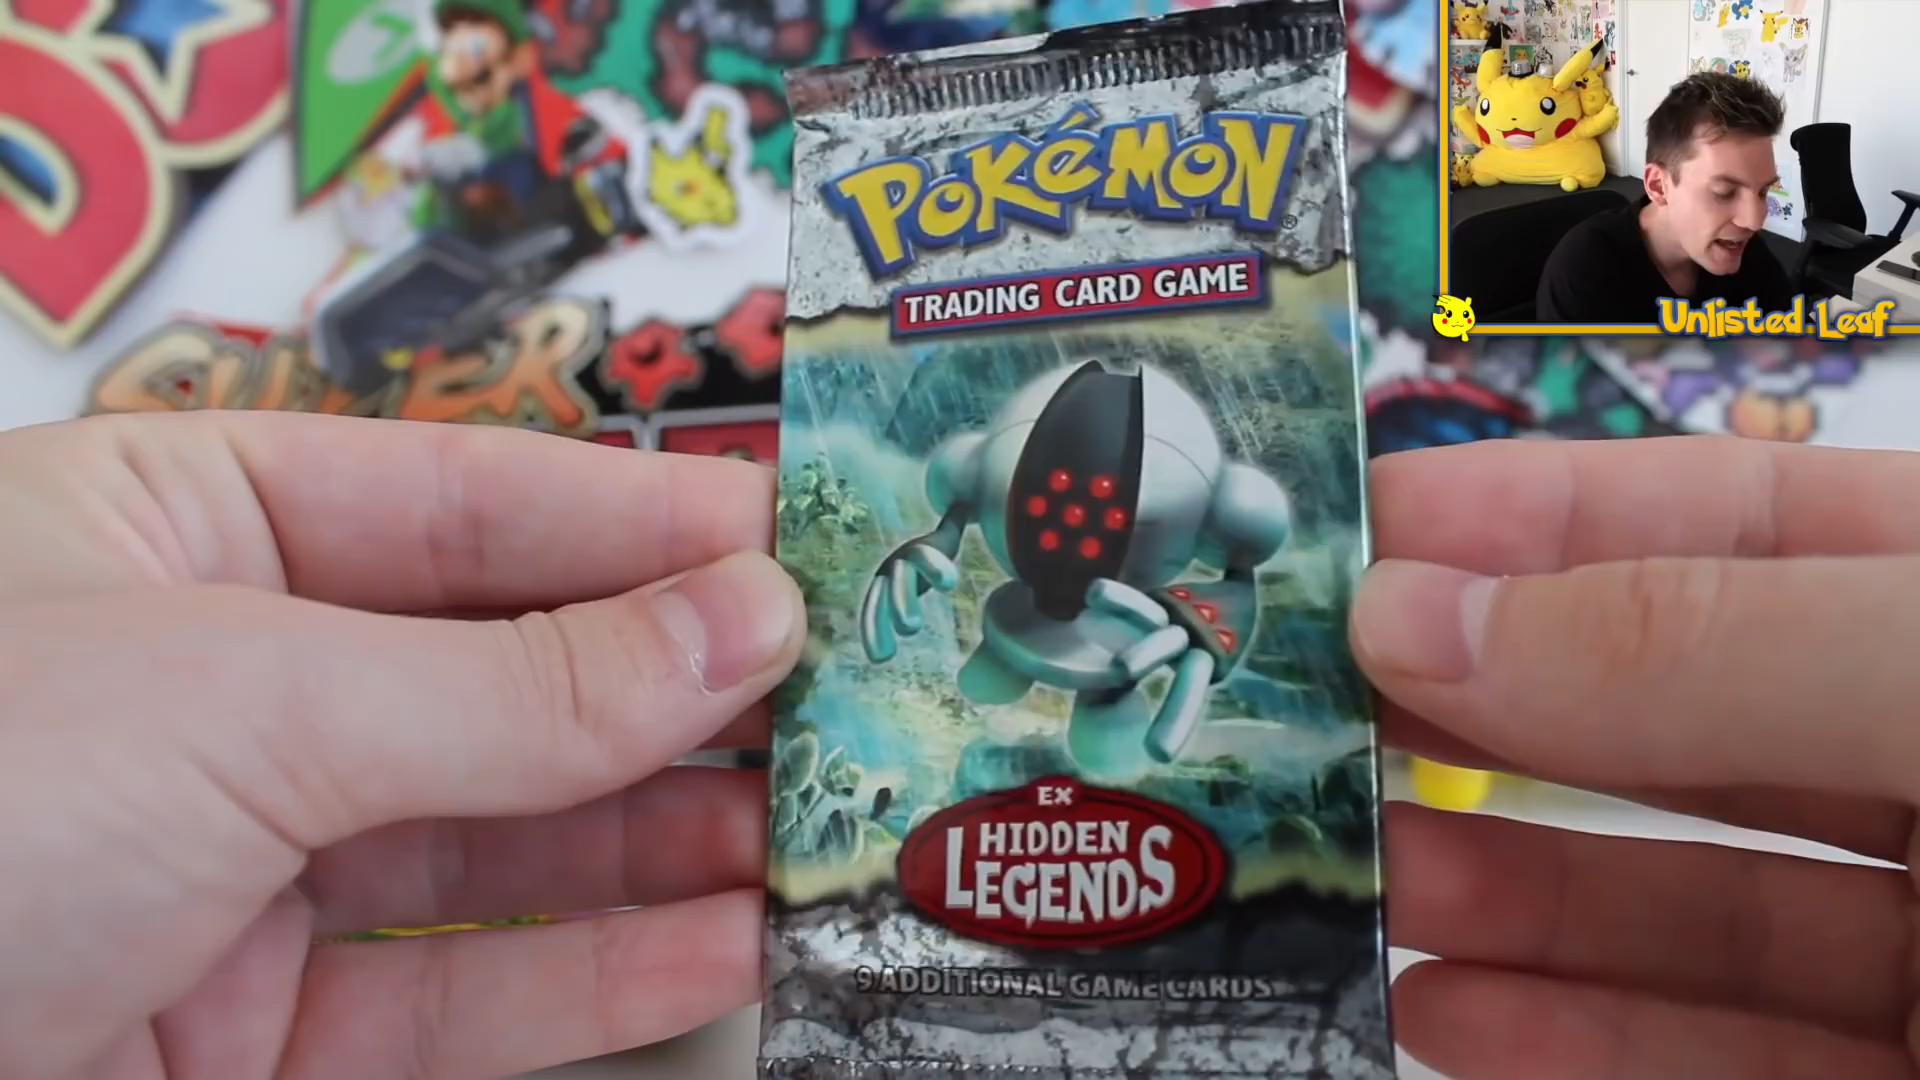 POKéMON®
TRADING CARD GAME
EX
HIDDEN
LEGENDS
9 ADDITIONAL GAME CARDS
Unlisted Leaf